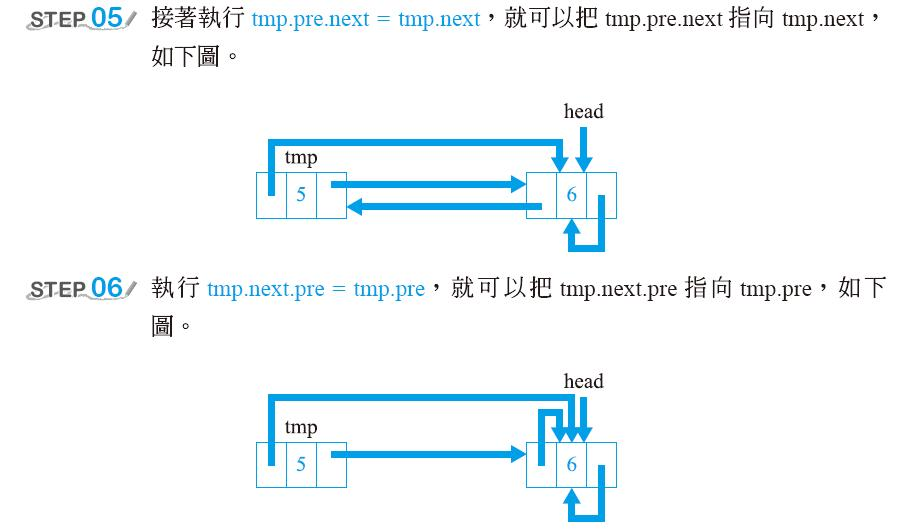 STEP 05 接著執行 tmp.pre.next = tmp.next，就可以把 tmp.pre.next 指向 tmp.next，
如下圖。
head
tmp
5
6
STEP 06 執行 tmp.next.pre = tmp.pre，就可以把 tmp.next.pre 指向 tmp.pre，如下
圖。
head
tmp
5
6